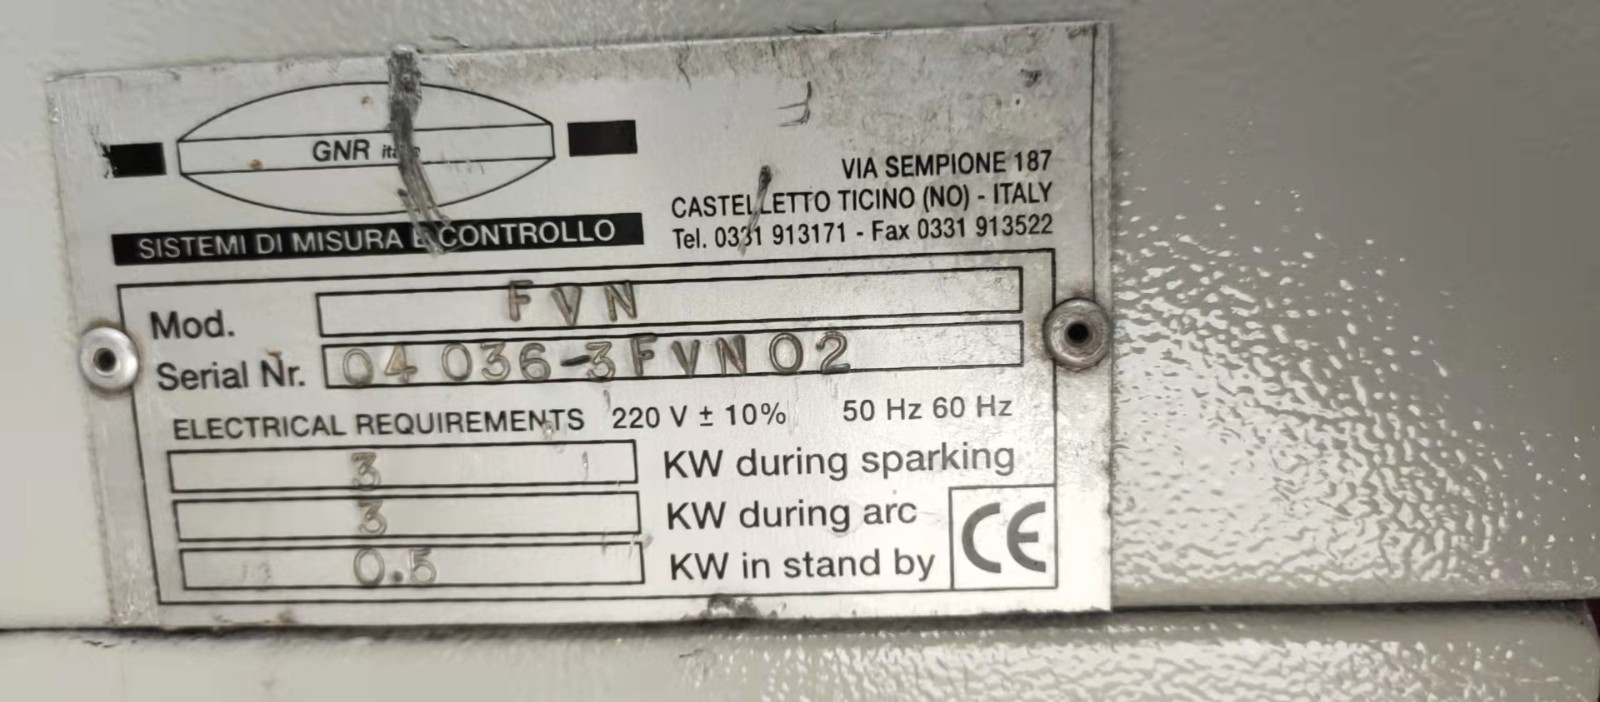 GNR italy
VIA SEMPIONE 187
CASTELLETTO TICINO (NO) - ITALY
Tel. 0331 913171 - Fax 0331 913522
SISTEMI DI MISURA E CONTROLLO
Mod. FVN
Serial Nr. 04 036-3FVN02
ELECTRICAL REQUIREMENTS 220 V ± 10% 50 Hz 60 Hz
3 KW during sparking
3 KW during arc
0.5 KW in stand by
CE